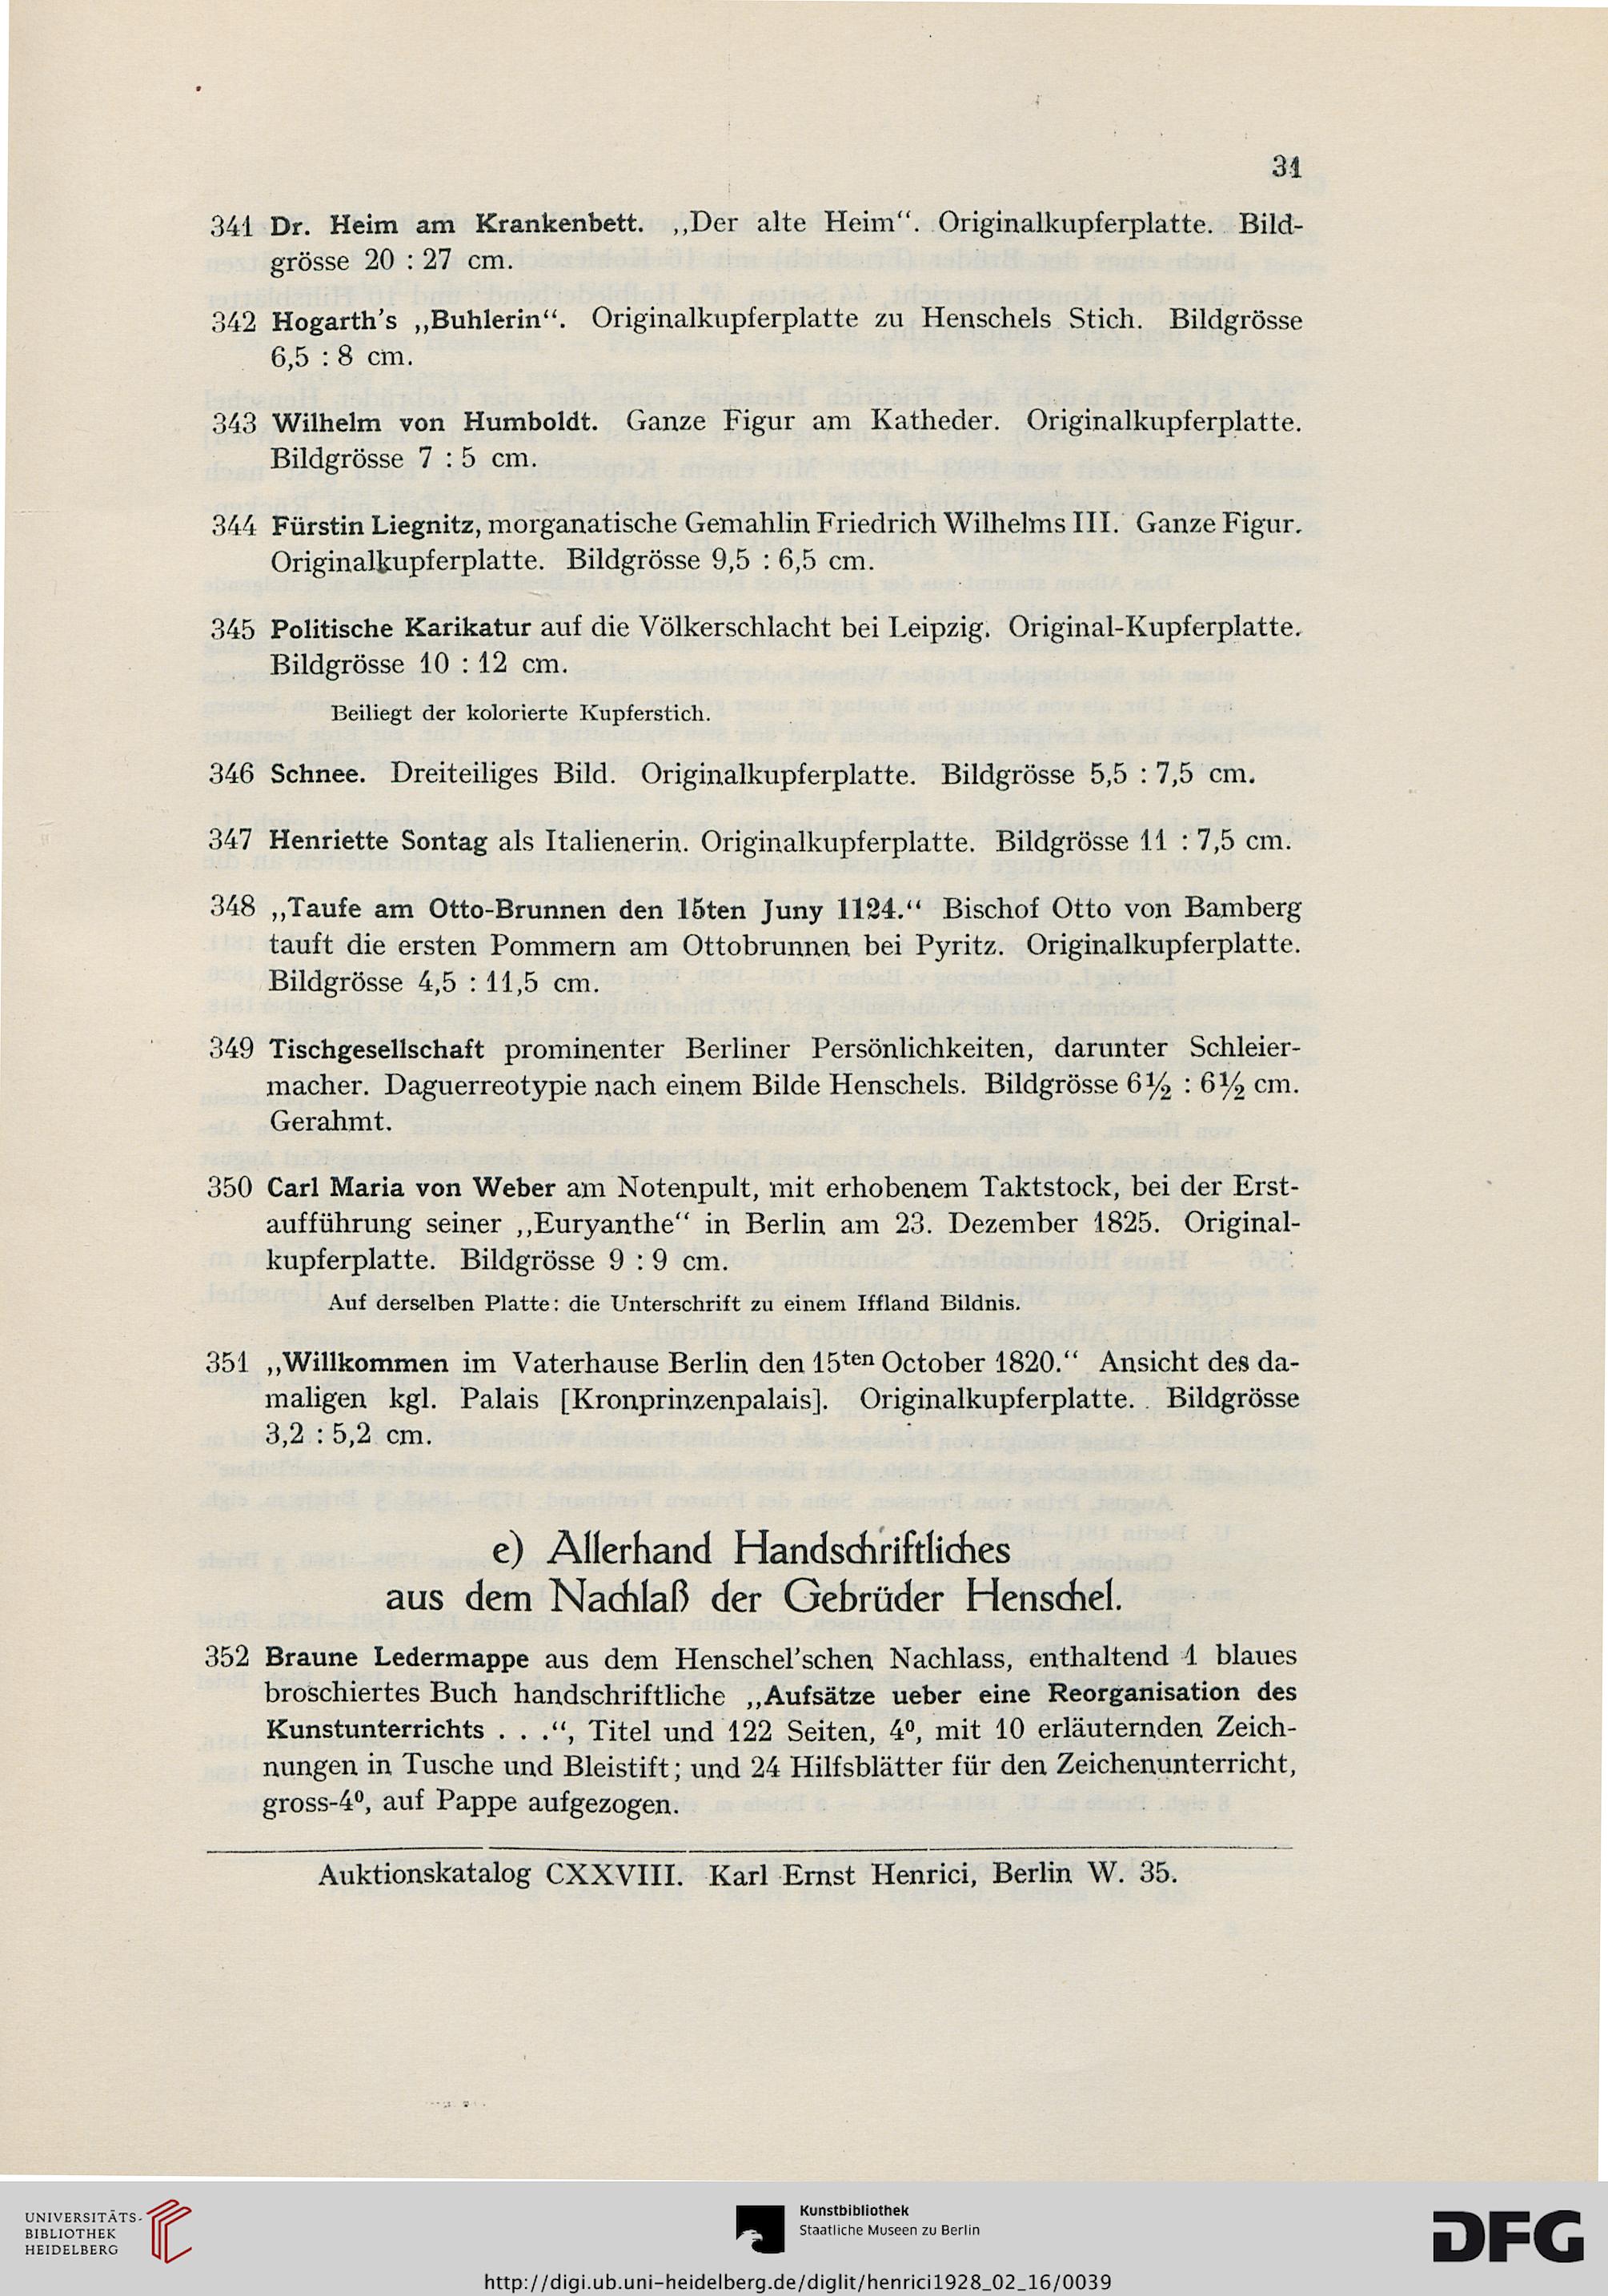 31
341 Dr. Heim am Krankenbett. ,,Der alte Heim“. Originalkupferplatte. Bild-
grösse 20 : 27 cm.
342 Hogarth's ,,Buhlerin“. Originalkupferplatte zu Henschels Stich. Bildgrösse
6,5 : 8 cm.
343 Wilhelm von Humboldt. Ganze Figur am Katheder. Originalkupferplatte.
Bildgrösse 7 : 5 cm.
344 Fürstin Liegnitz, morganatische Gemahlin Friedrich Wilhelms III. Ganze Figur.
Originalkupferplatte. Bildgrösse 9,5 : 6,5 cm.
345 Politische Karikatur auf die Völkerschlacht bei Leipzig. Original-Kupferplatte.
Bildgrösse 10 : 12 cm.
Beiliegt der kolorierte Kupferstich.
346 Schnee. Dreiteiliges Bild. Originalkupferplatte. Bildgrösse 5,5 : 7,5 cm.
347 Henriette Sontag als Italienerin. Originalkupferplatte. Bildgrösse 11 : 7,5 cm.
348 ,,Taufe am Otto-Brunnen den 15ten Juny 1124.“ Bischof Otto von Bamberg
tauft die ersten Pommern am Ottobrunnen bei Pyritz. Originalkupferplatte.
Bildgrösse 4,5 : 11,5 cm.
349 Tischgesellschaft prominenter Berliner Persönlichkeiten, darunter Schleier-
macher. Daguerreotypie nach einem Bilde Henschels. Bildgrösse 6½ : 6½ cm.
Gerahmt.
350 Carl Maria von Weber am Notenpult, mit erhobenem Taktstock, bei der Erst-
aufführung seiner ,,Euryanthe“ in Berlin am 23. Dezember 1825. Original-
kupferplatte. Bildgrösse 9 : 9 cm.
Auf derselben Platte: die Unterschrift zu einem Iffland Bildnis.
351 ,,Willkommen im Vaterhause Berlin den 15ten October 1820.“ Ansicht des da-
maligen kgl. Palais [Kronprinzenpalais]. Originalkupferplatte. Bildgrösse
3,2 : 5,2 cm.
e) Allerhand Handschriftliches
aus dem Nachlaß der Gebrüder Henschel.
352 Braune Ledermappe aus dem Henschel'schen Nachlass, enthaltend 1 blaues
broschiertes Buch handschriftliche ,,Aufsätze ueber eine Reorganisation des
Kunstunterrichts . . .“, Titel und 122 Seiten, 4⁰, mit 10 erläuternden Zeich-
nungen in Tusche und Bleistift; und 24 Hilfsblätter für den Zeichenunterricht,
gross-4⁰, auf Pappe aufgezogen.
Auktionskatalog CXXVIII. Karl Ernst Henrici, Berlin W. 35.
UNIVERSITÄTS-
BIBLIOTHEK
HEIDELBERG
Kunstbibliothek
Staatliche Museen zu Berlin
DFG
http://digi.ub.uni-heidelberg.de/diglit/henrici1928_02_16/0039